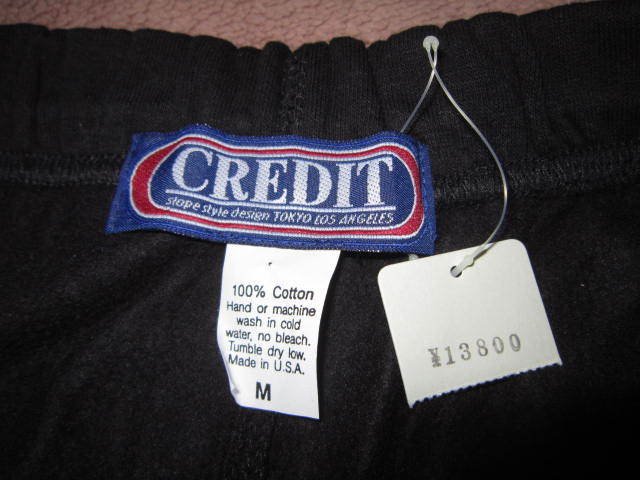 CREDIT
slope style design TOKYO LOS ANGELES
100% Cotton
Hand or machine
wash in cold
water, no bleach.
Tumble dry low.
Made in U.S.A.
M
¥13800